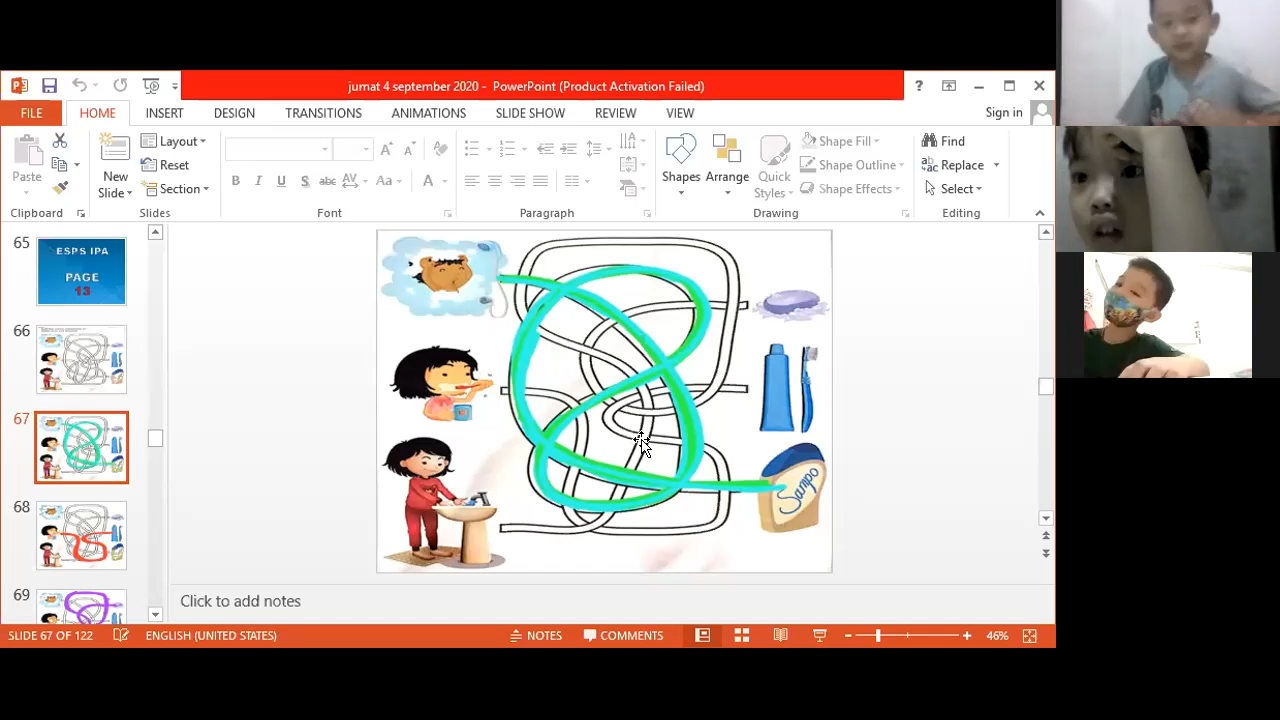 jumat 4 september 2020 - PowerPoint (Product Activation Failed)
FILE HOME INSERT DESIGN TRANSITIONS ANIMATIONS SLIDE SHOW REVIEW VIEW Sign in
Paste
New Slide
Layout
Reset
Section
B I U S abc AV Aa A
Shapes
Arrange
Quick Styles
Shape Fill
Shape Outline
Shape Effects
Find
Replace
Select
Clipboard Slides Font Paragraph Drawing Editing
65
ESPS IPA
PAGE
13
66
67
68
69
Sampo
Click to add notes
SLIDE 67 OF 122 ENGLISH (UNITED STATES) NOTES COMMENTS 46%